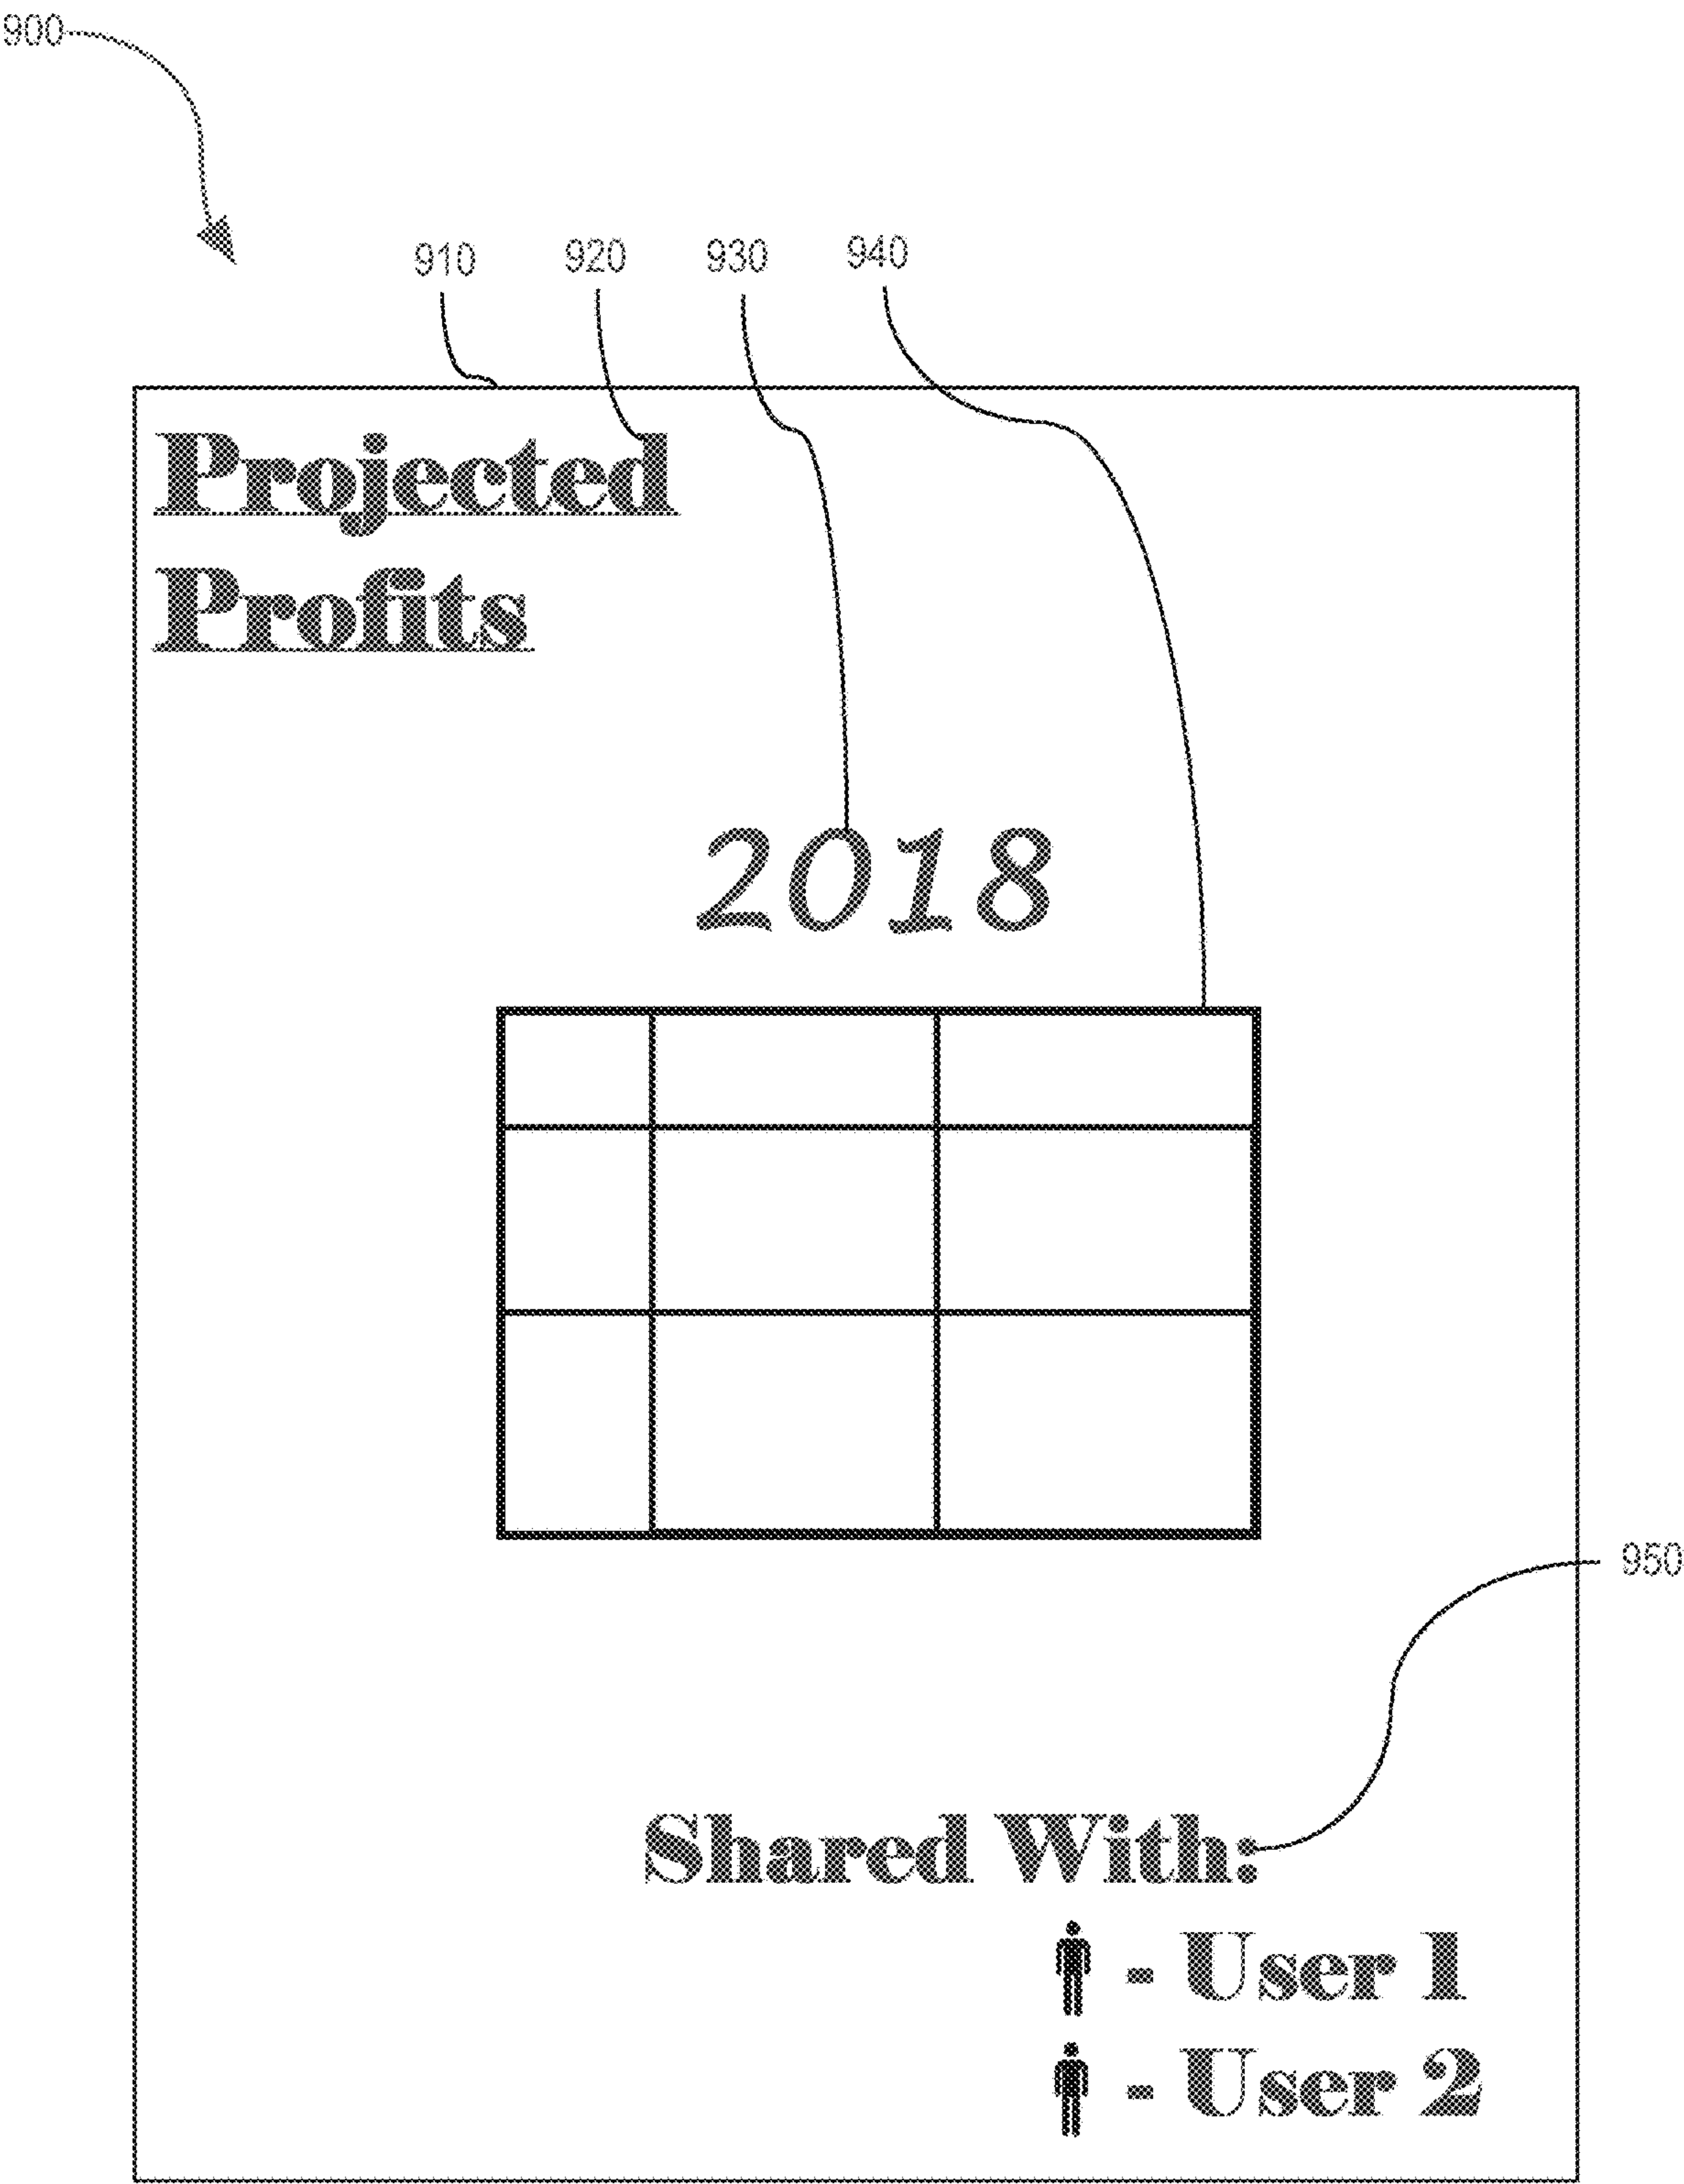 900
910 920 930 940
Projected
Profits
2018
950
Shared With:
- User 1
- User 2